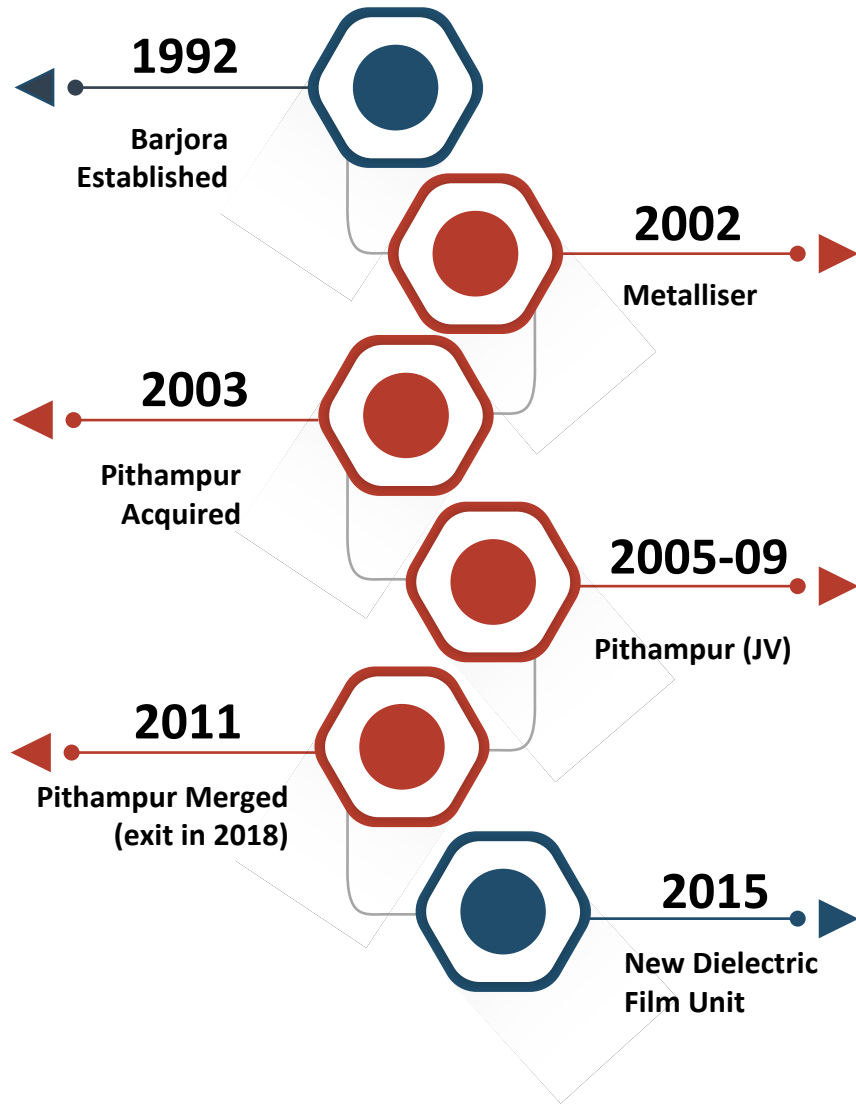 1992
Barjora
Established
2002
Metalliser
2003
Pithampur
Acquired
2005-09
Pithampur (JV)
2011
Pithampur Merged
(exit in 2018)
2015
New Dielectric
Film Unit